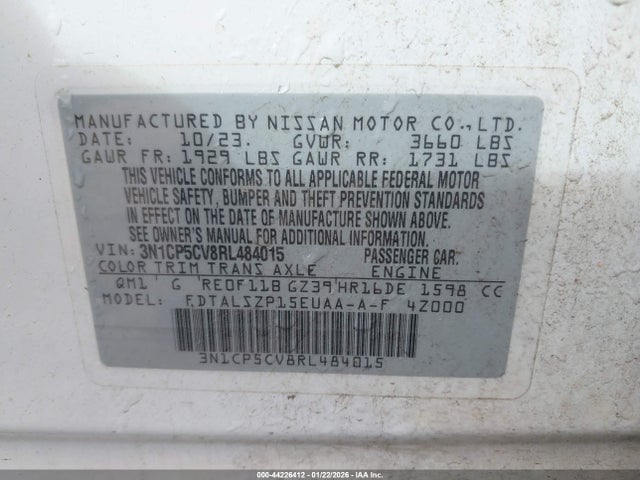 MANUFACTURED BY NISSAN MOTOR CO.,LTD.
DATE: 10/23. GVWR: 3660 LBS
GAWR FR: 1929 LBS GAWR RR: 1731 LBS
THIS VEHICLE CONFORMS TO ALL APPLICABLE FEDERAL MOTOR
VEHICLE SAFETY, BUMPER AND THEFT PREVENTION STANDARDS
IN EFFECT ON THE DATE OF MANUFACTURE SHOWN ABOVE.
SEE OWNER'S MANUAL FOR ADDITIONAL INFORMATION.
VIN: 3N1CP5CV8RL484015 PASSENGER CAR.
COLOR TRIM TRANS AXLE ENGINE
QM1 G RE0F11B GZ39 HR16DE 1598 CC
MODEL: FDTALSZP15EUAA-A-F 4Z000
3N1CP5CV8RL484015
000-44226412 - 01/22/2026 - IAA Inc.